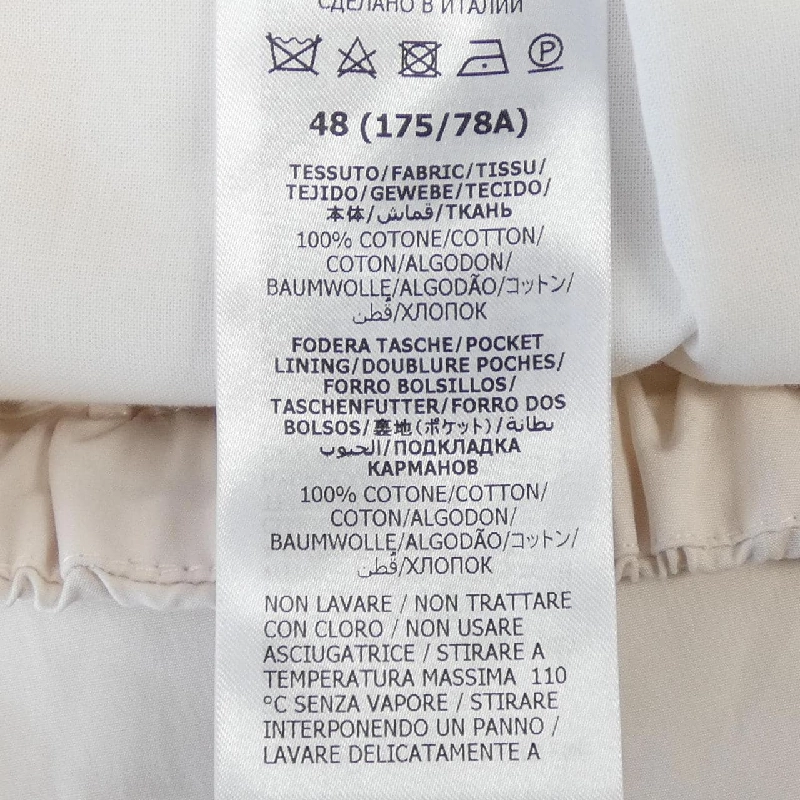 СДЕЛАНО В ИТАЛИИ
P
48 (175/78A)
TESSUTO/FABRIC/TISSU/
TEJIDO/GEWEBE/TECIDO/
本体/قماش/ТКАНЬ
100% COTONE/COTTON/
COTON/ALGODON/
BAUMWOLLE/ALGODÃO/コットン/
قُطن/ХЛОПОК
FODERA TASCHE/POCKET
LINING/DOUBLURE POCHES/
FORRO BOLSILLOS/
TASCHENFUTTER/FORRO DOS
BOLSOS/裏地(ポケット)/بطانة
الجيوب/ПОДКЛАДКА
КАРМАНОВ
100% COTONE/COTTON/
COTON/ALGODON/
BAUMWOLLE/ALGODÃO/コットン/
قُطن/ХЛОПОК
NON LAVARE / NON TRATTARE
CON CLORO / NON USARE
ASCIUGATRICE / STIRARE A
TEMPERATURA MASSIMA 110
°C SENZA VAPORE / STIRARE
INTERPONENDO UN PANNO /
LAVARE DELICATAMENTE A